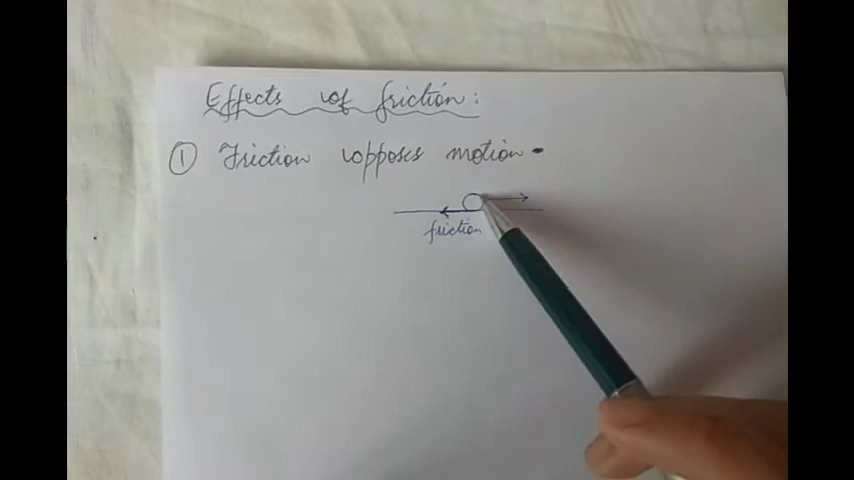 Effects of friction:
① Friction opposes motion -
friction